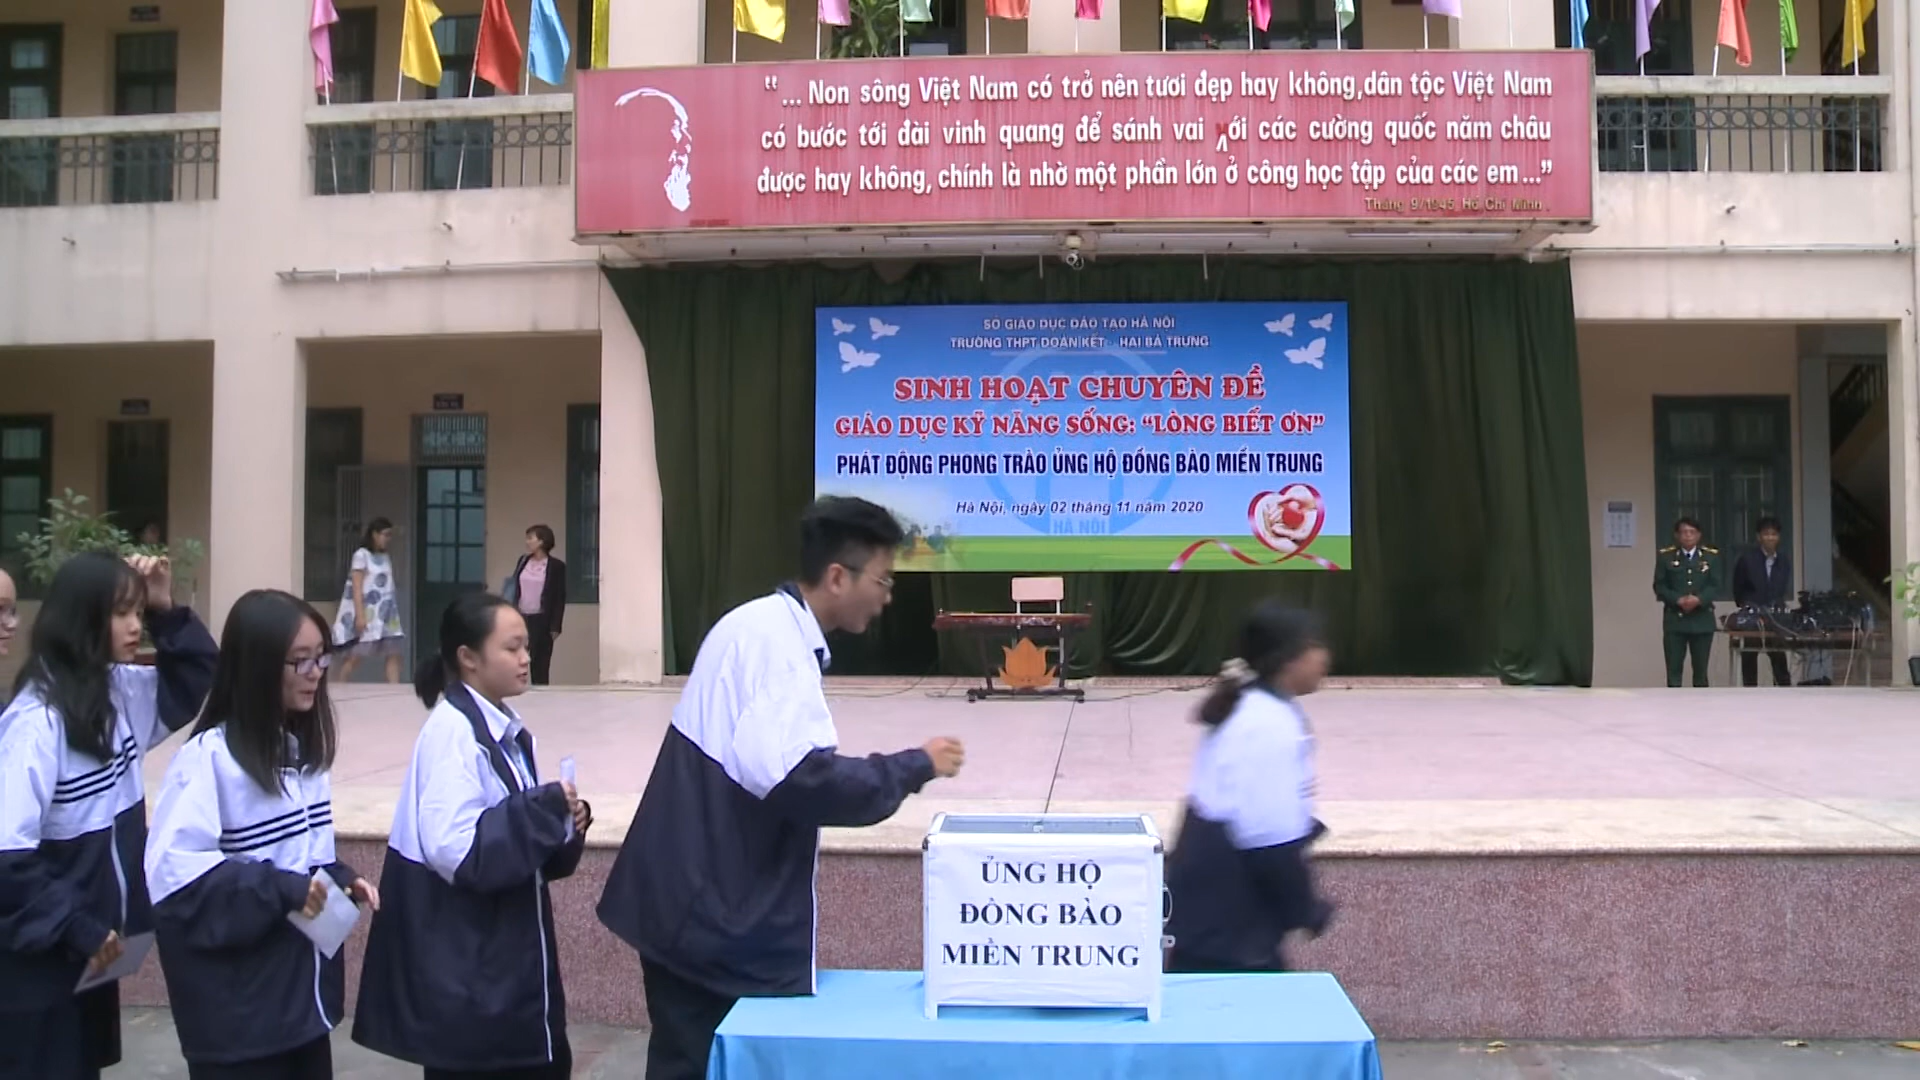 “... Non sông Việt Nam có trở nên tươi đẹp hay không, dân tộc Việt Nam
có bước tới đài vinh quang để sánh vai với các cường quốc năm châu
được hay không, chính là nhờ một phần lớn ở công học tập của các em ...”
Tháng 9/1945 Hồ Chí Minh.
SỞ GIÁO DỤC ĐÀO TẠO HÀ NỘI
TRƯỜNG THPT ĐOÀN KẾT - HAI BÀ TRƯNG
SINH HOẠT CHUYÊN ĐỀ
GIÁO DỤC KỸ NĂNG SỐNG: “LÒNG BIẾT ƠN”
PHÁT ĐỘNG PHONG TRÀO ỦNG HỘ ĐỒNG BÀO MIỀN TRUNG
Hà Nội, ngày 02 tháng 11 năm 2020
HÀ NỘI
ỦNG HỘ
ĐỒNG BÀO
MIỀN TRUNG